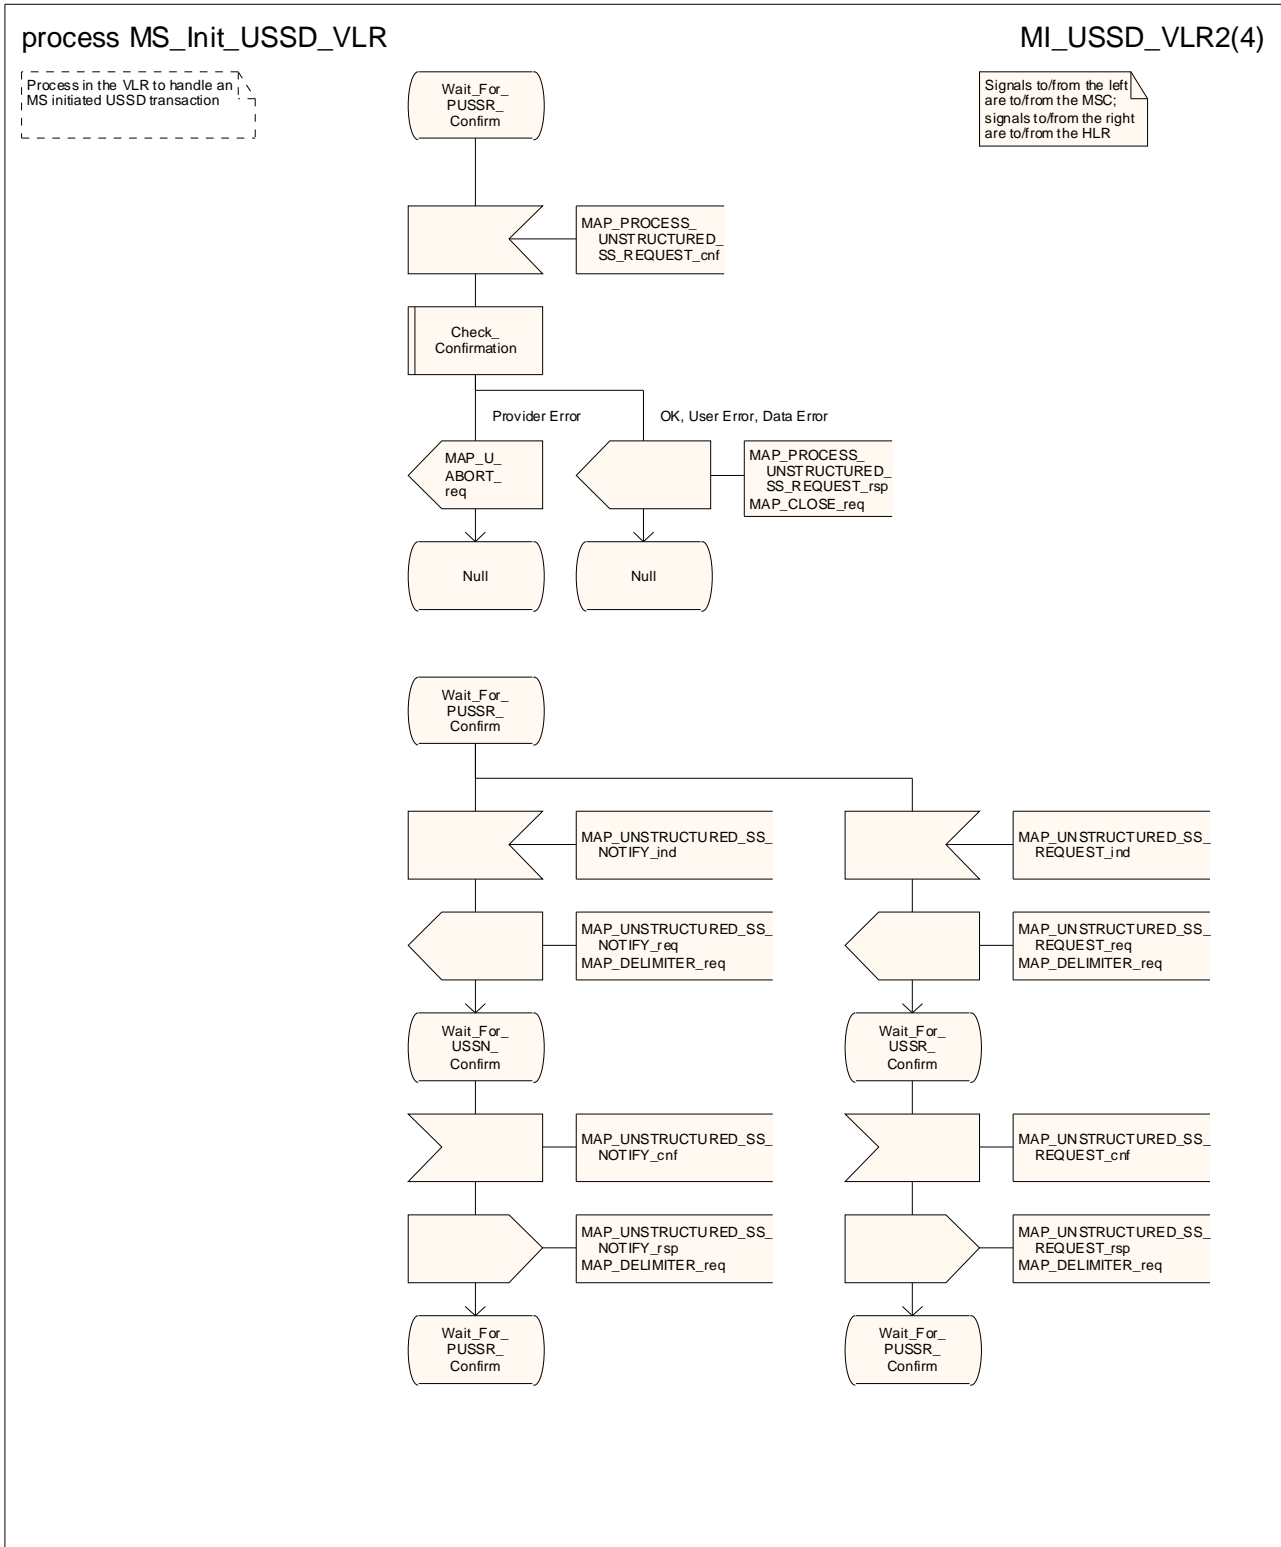 process MS_Init_USSD_VLR
MI_USSD_VLR2(4)
Process in the VLR to handle an
MS initiated USSD transaction
Signals to/from the left
are to/from the MSC;
signals to/from the right
are to/from the HLR
Wait_For_
PUSSR_
Confirm
MAP_PROCESS_
UNSTRUCTURED_
SS_REQUEST_cnf
Check_
Confirmation
Provider Error
OK, User Error, Data Error
MAP_U_
ABORT_
req
MAP_PROCESS_
UNSTRUCTURED_
SS_REQUEST_rsp
MAP_CLOSE_req
Null
Null
Wait_For_
PUSSR_
Confirm
MAP_UNSTRUCTURED_SS_
NOTIFY_ind
MAP_UNSTRUCTURED_SS_
REQUEST_ind
MAP_UNSTRUCTURED_SS_
NOTIFY_req
MAP_DELIMITER_req
MAP_UNSTRUCTURED_SS_
REQUEST_req
MAP_DELIMITER_req
Wait_For_
USSN_
Confirm
Wait_For_
USSR_
Confirm
MAP_UNSTRUCTURED_SS_
NOTIFY_cnf
MAP_UNSTRUCTURED_SS_
REQUEST_cnf
MAP_UNSTRUCTURED_SS_
NOTIFY_rsp
MAP_DELIMITER_req
MAP_UNSTRUCTURED_SS_
REQUEST_rsp
MAP_DELIMITER_req
Wait_For_
PUSSR_
Confirm
Wait_For_
PUSSR_
Confirm